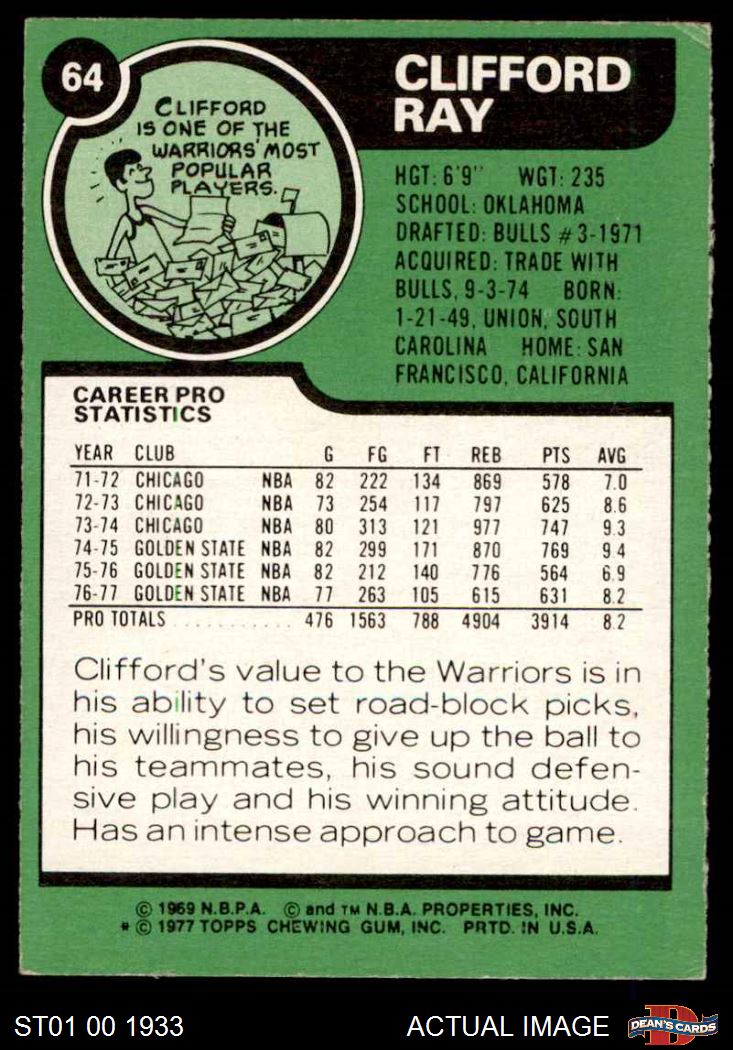 64
CLIFFORD
IS ONE OF THE
WARRIORS' MOST
POPULAR
PLAYERS.
CLIFFORD
RAY
HGT: 6'9" WGT: 235
SCHOOL: OKLAHOMA
DRAFTED: BULLS #3-1971
ACQUIRED: TRADE WITH
BULLS, 9-3-74 BORN:
1-21-49, UNION, SOUTH
CAROLINA HOME: SAN
FRANCISCO, CALIFORNIA
CAREER PRO
STATISTICS
YEAR CLUB G FG FT REB PTS AVG
71-72 CHICAGO NBA 82 222 134 869 578 7.0
72-73 CHICAGO NBA 73 254 117 797 625 8.6
73-74 CHICAGO NBA 80 313 121 977 747 9.3
74-75 GOLDEN STATE NBA 82 299 171 870 769 9.4
75-76 GOLDEN STATE NBA 82 212 140 776 564 6.9
76-77 GOLDEN STATE NBA 77 263 105 615 631 8.2
PRO TOTALS ........... 476 1563 788 4904 3914 8.2
Clifford's value to the Warriors is in
his ability to set road-block picks,
his willingness to give up the ball to
his teammates, his sound defen-
sive play and his winning attitude.
Has an intense approach to game.
© 1969 N.B.P.A. © and TM N.B.A. PROPERTIES, INC.
* © 1977 TOPPS CHEWING GUM, INC. PRTD. IN U.S.A.
ST01 00 1933 ACTUAL IMAGE D DEAN'S CARDS